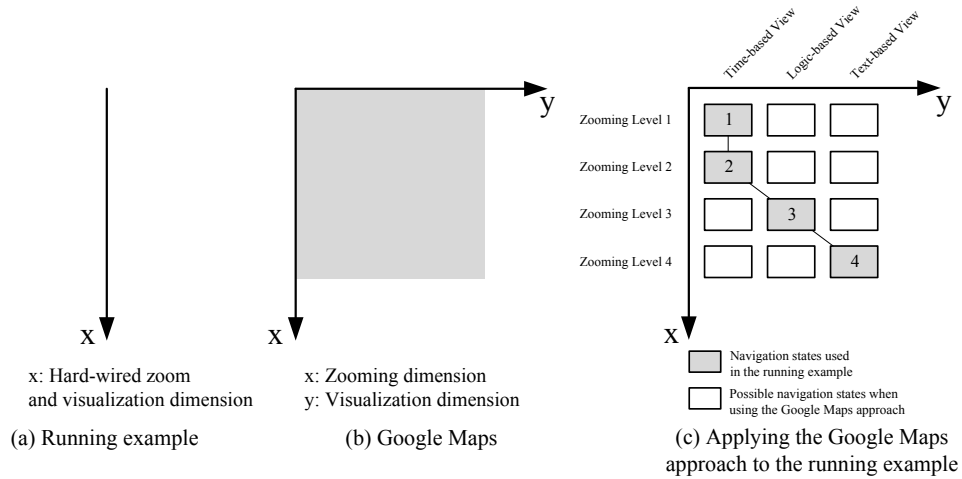 x
x: Hard-wired zoom
and visualization dimension
(a) Running example
y
x
x: Zooming dimension
y: Visualization dimension
(b) Google Maps
Time-based View
Logic-based View
Text-based View
y
Zooming Level 1
1
Zooming Level 2
2
Zooming Level 3
3
Zooming Level 4
4
x
Navigation states used
in the running example
Possible navigation states when
using the Google Maps approach
(c) Applying the Google Maps
approach to the running example